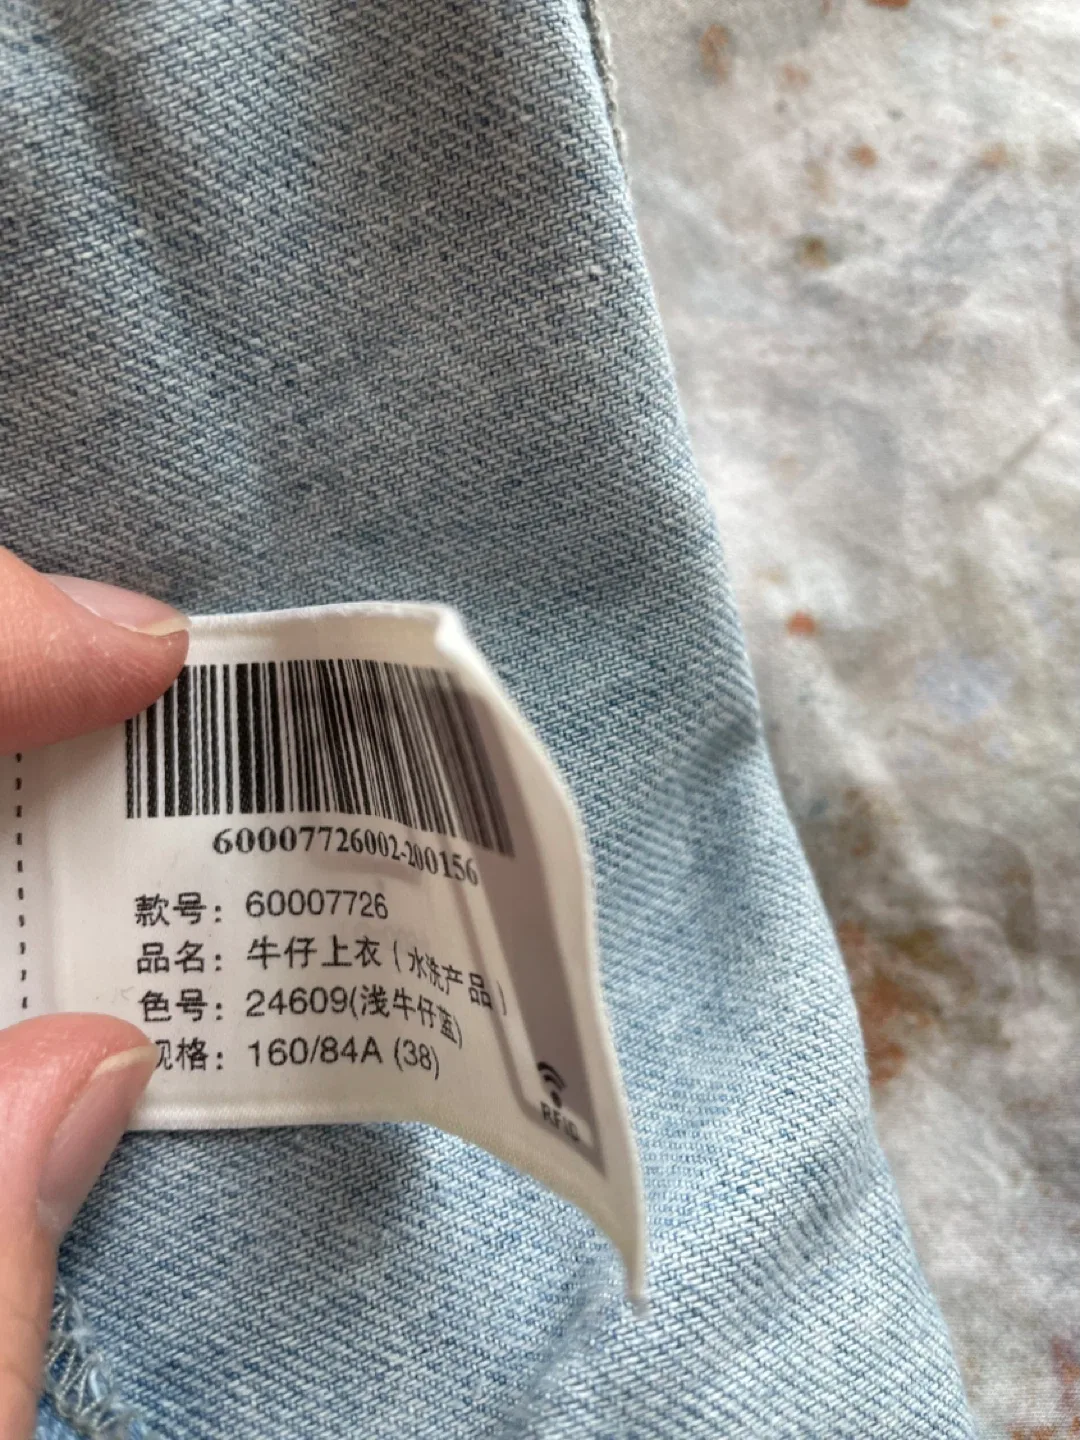 60007726002-200156
款号：60007726
品名：牛仔上衣（水洗产品）
色号：24609(浅牛仔蓝)
规格：160/84A (38)
RFID